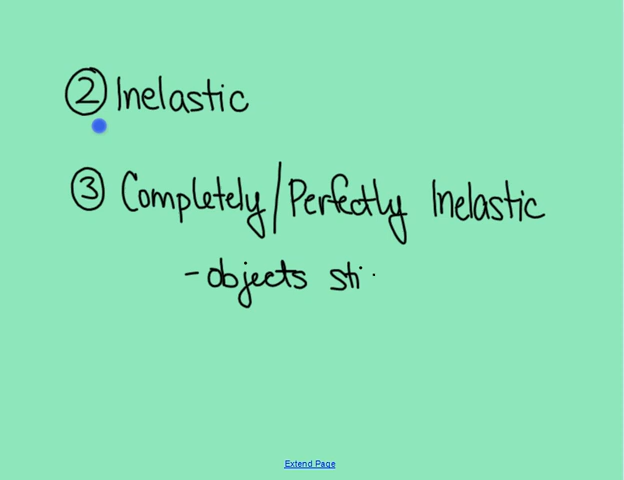 ② Inelastic
③ Completely/Perfectly Inelastic
- objects sti
Extend Page